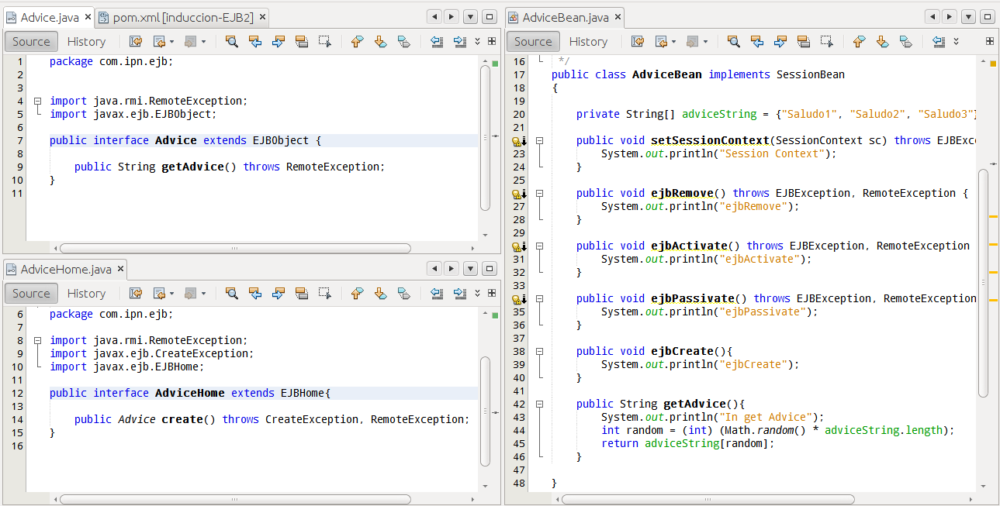 Advice.java × pom.xml [induccion-EJB2] ×
Source History
1 package com.ipn.ejb;
2
3
4 import java.rmi.RemoteException;
5 import javax.ejb.EJBObject;
6
7 public interface Advice extends EJBObject {
8
9     public String getAdvice() throws RemoteException;
10 }
11
AdviceHome.java ×
Source History
6 package com.ipn.ejb;
7
8 import java.rmi.RemoteException;
9 import javax.ejb.CreateException;
10 import javax.ejb.EJBHome;
11
12 public interface AdviceHome extends EJBHome{
13
14     public Advice create() throws CreateException, RemoteException;
15 }
16
AdviceBean.java ×
Source History
16  */
17 public class AdviceBean implements SessionBean
18 {
19
20     private String[] adviceString = {"Saludo1", "Saludo2", "Saludo3"}
21
    public void setSessionContext(SessionContext sc) throws EJBExc
23         System.out.println("Session Context");
24     }
25
    public void ejbRemove() throws EJBException, RemoteException {
27         System.out.println("ejbRemove");
28     }
29
    public void ejbActivate() throws EJBException, RemoteException
31         System.out.println("ejbActivate");
32     }
33
    public void ejbPassivate() throws EJBException, RemoteException
35         System.out.println("ejbPassivate");
36     }
37
38     public void ejbCreate(){
39         System.out.println("ejbCreate");
40     }
41
42     public String getAdvice(){
43         System.out.println("In get Advice");
44         int random = (int) (Math.random() * adviceString.length);
45         return adviceString[random];
46     }
47
48 }